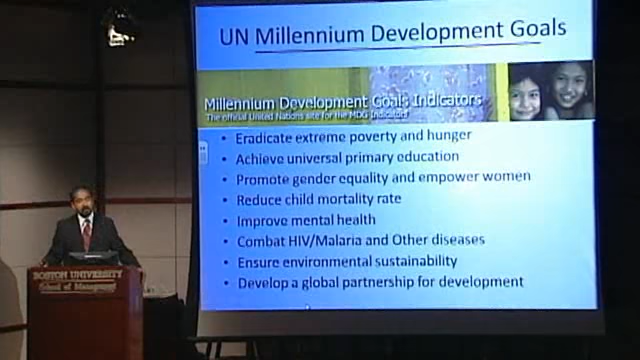 UN Millennium Development Goals
Millennium Development Goals Indicators
The official United Nations site for the MDG Indicators
• Eradicate extreme poverty and hunger
• Achieve universal primary education
• Promote gender equality and empower women
• Reduce child mortality rate
• Improve mental health
• Combat HIV/Malaria and Other diseases
• Ensure environmental sustainability
• Develop a global partnership for development
BOSTON UNIVERSITY
School of Management